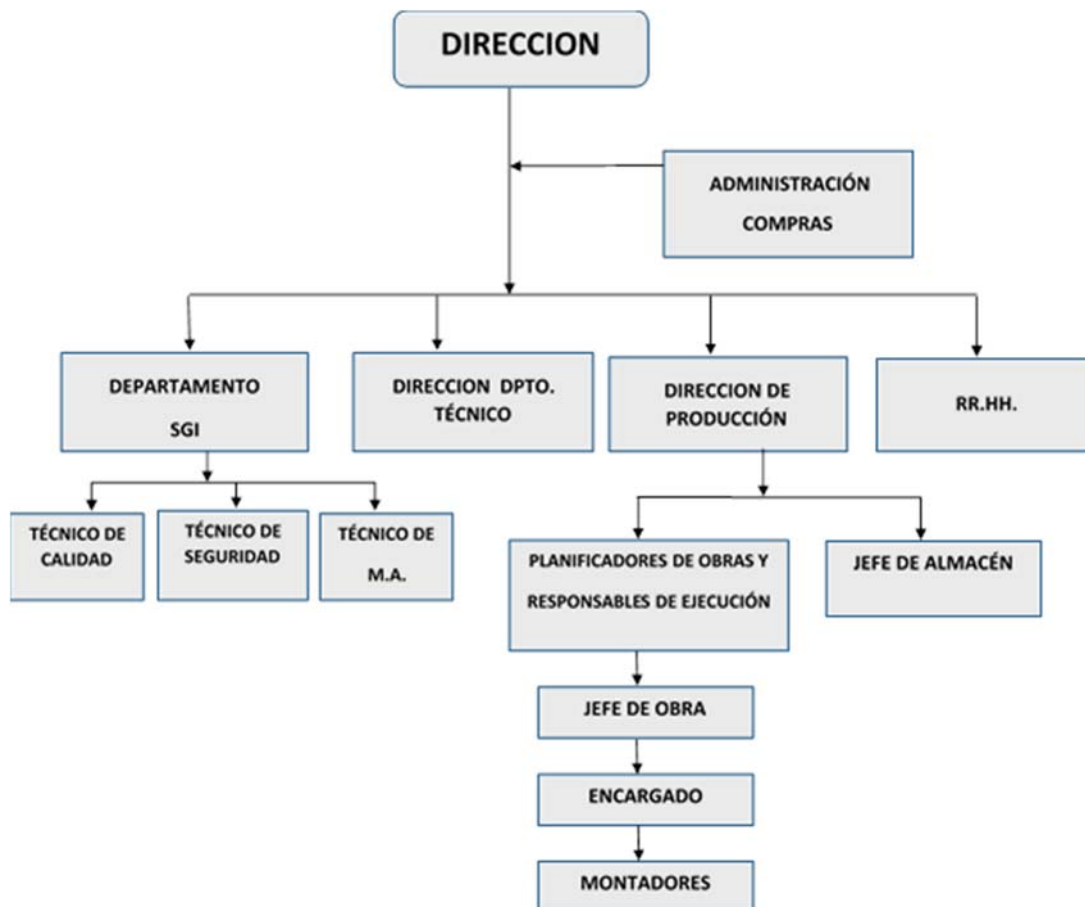 DIRECCION
ADMINISTRACIÓN
COMPRAS
DEPARTAMENTO
SGI
DIRECCION DPTO.
TÉCNICO
DIRECCION DE
PRODUCCIÓN
RR.HH.
TÉCNICO DE
CALIDAD
TÉCNICO DE
SEGURIDAD
TÉCNICO DE
M.A.
PLANIFICADORES DE OBRAS Y
RESPONSABLES DE EJECUCIÓN
JEFE DE ALMACÉN
JEFE DE OBRA
ENCARGADO
MONTADORES